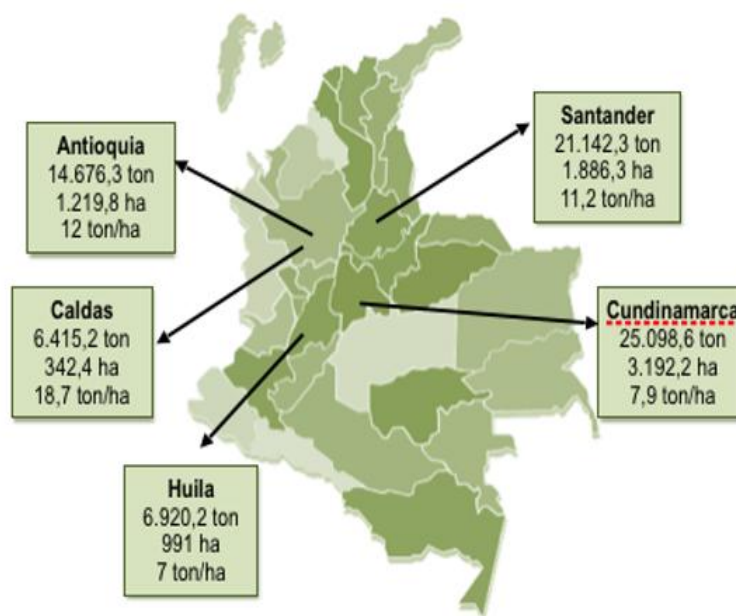 Santander
21.142,3 ton
1.886,3 ha
11,2 ton/ha
Antioquia
14.676,3 ton
1.219,8 ha
12 ton/ha
Caldas
6.415,2 ton
342,4 ha
18,7 ton/ha
Cundinamarca
25.098,6 ton
3.192,2 ha
7,9 ton/ha
Huila
6.920,2 ton
991 ha
7 ton/ha